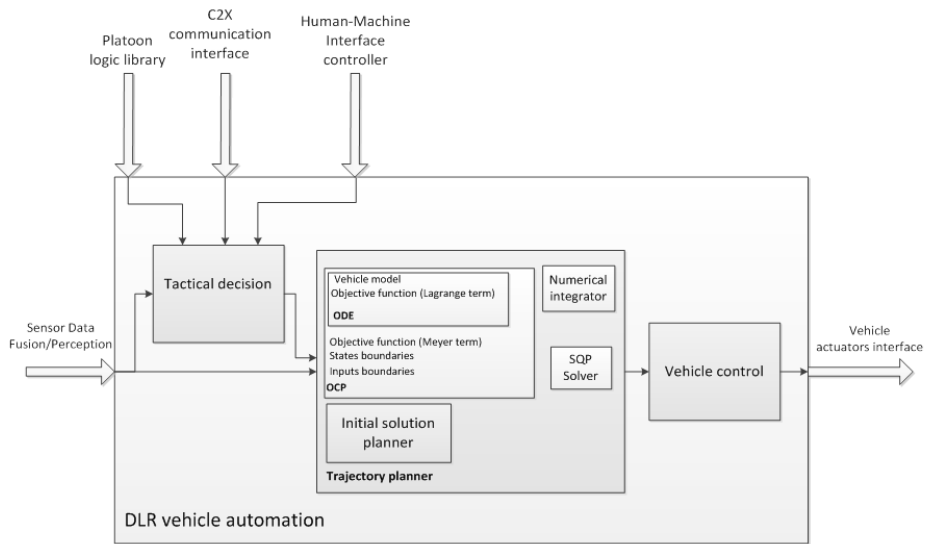 Platoon
logic library
C2X
communication
interface
Human-Machine
Interface
controller
Tactical decision
Sensor Data
Fusion/Perception
Vehicle model
Objective function (Lagrange term)
ODE
Objective function (Meyer term)
States boundaries
Inputs boundaries
OCP
Numerical
integrator
SQP
Solver
Initial solution
planner
Trajectory planner
Vehicle control
Vehicle
actuators interface
DLR vehicle automation